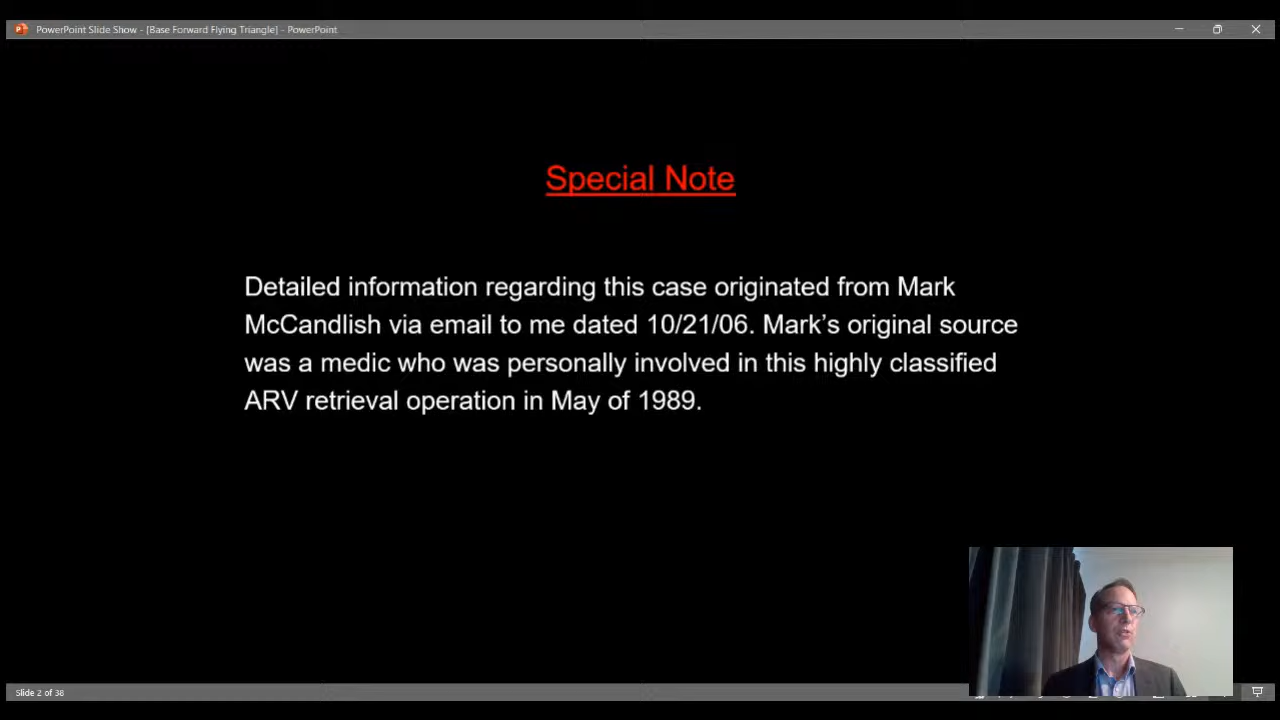 PowerPoint Slide Show - [Base Forward Flying Triangle] - PowerPoint
Special Note
Detailed information regarding this case originated from Mark
McCandlish via email to me dated 10/21/06. Mark's original source
was a medic who was personally involved in this highly classified
ARV retrieval operation in May of 1989.
Slide 2 of 38